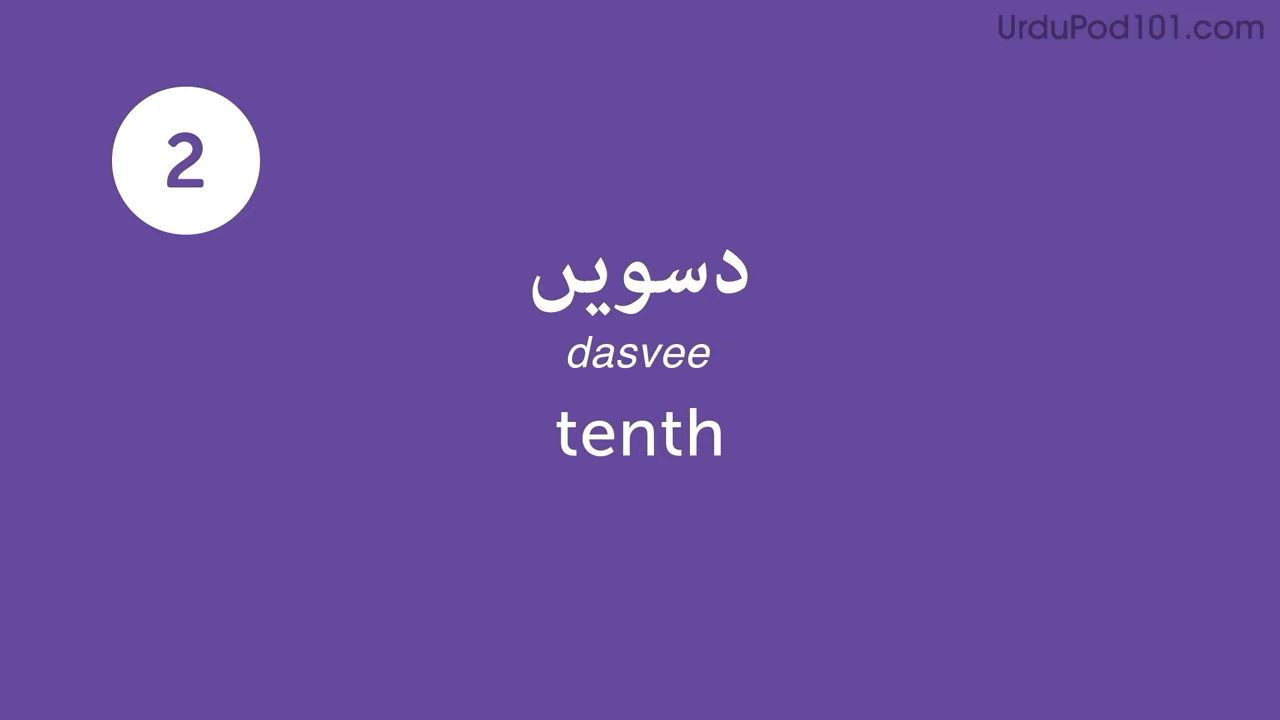 UrduPod101.com
2
دسویں
dasvee
tenth